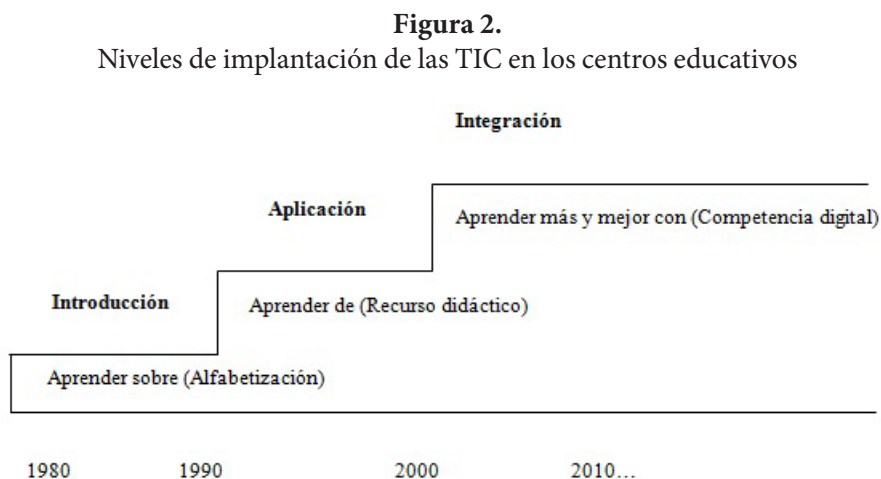 Figura 2.
Niveles de implantación de las TIC en los centros educativos
Integración
Aplicación
Aprender más y mejor con (Competencia digital)
Introducción
Aprender de (Recurso didáctico)
Aprender sobre (Alfabetización)
1980 1990 2000 2010...